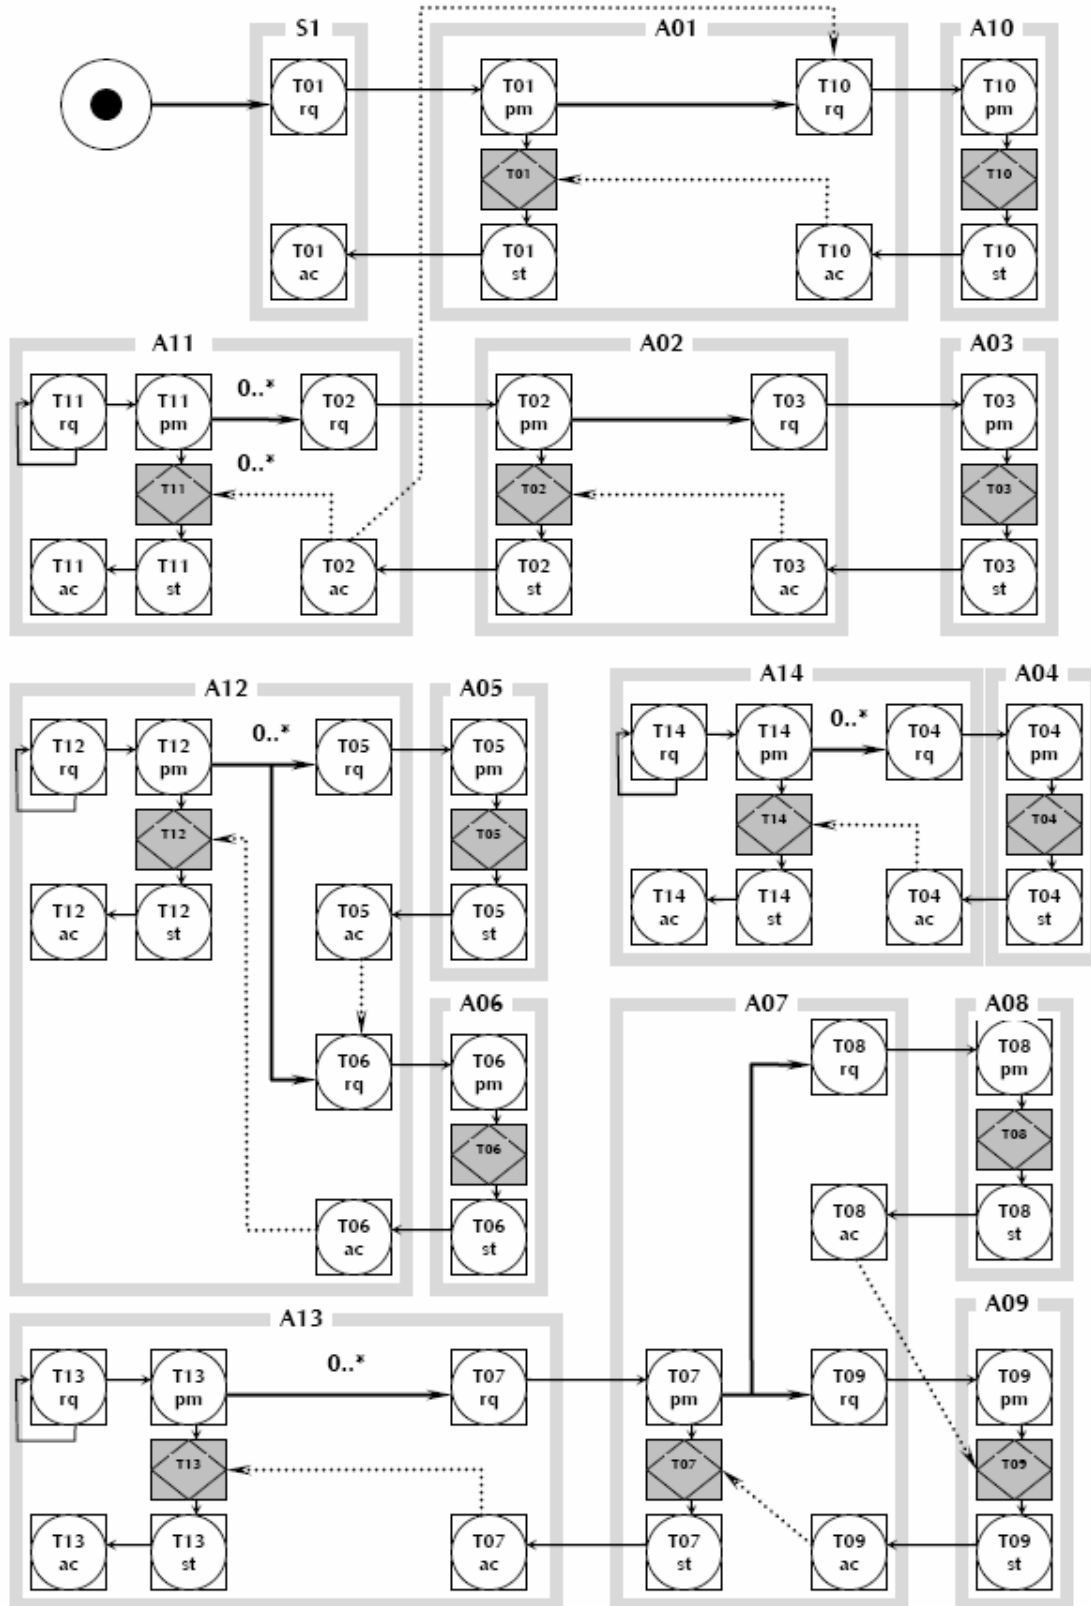 S1
A01
A10
T01
rq
T01
pm
T10
rq
T10
pm
T01
T10
T01
ac
T01
st
T10
ac
T10
st
A11
A02
A03
T11
rq
T11
pm
0..*
T02
rq
T02
pm
T03
rq
T03
pm
0..*
T11
T02
T03
T11
ac
T11
st
T02
ac
T02
st
T03
ac
T03
st
A12
A05
A14
A04
T12
rq
T12
pm
0..*
T05
rq
T05
pm
T14
rq
T14
pm
0..*
T04
rq
T04
pm
T12
T05
T14
T04
T12
ac
T12
st
T05
ac
T05
st
T14
ac
T14
st
T04
ac
T04
st
A06
A07
A08
T06
rq
T06
pm
T08
rq
T08
pm
T06
T08
T06
ac
T06
st
T08
ac
T08
st
A13
A09
T13
rq
T13
pm
0..*
T07
rq
T07
pm
T09
rq
T09
pm
T13
T07
T09
T13
ac
T13
st
T07
ac
T07
st
T09
ac
T09
st